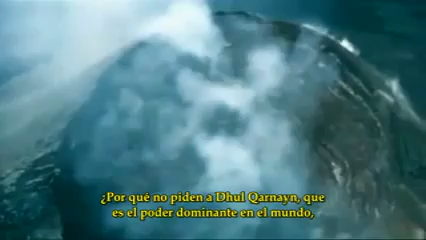 ¿Por qué no piden a Dhul Qarnayn, que
es el poder dominante en el mundo,